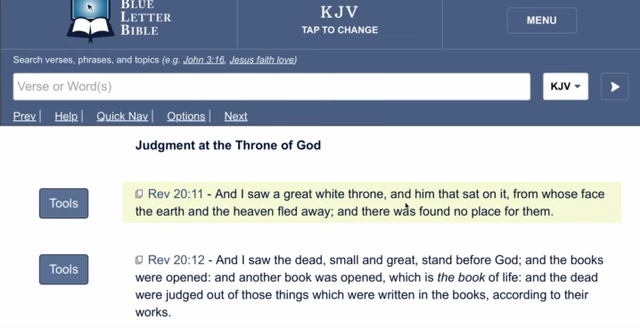 BLUE
LETTER
BIBLE
KJV
TAP TO CHANGE
MENU
Search verses, phrases, and topics (e.g. John 3:16, Jesus faith love)
Verse or Word(s)
KJV
Prev| Help| Quick Nav| Options| Next
Judgment at the Throne of God
Tools
Rev 20:11 - And I saw a great white throne, and him that sat on it, from whose face
the earth and the heaven fled away; and there was found no place for them.
Tools
Rev 20:12 - And I saw the dead, small and great, stand before God; and the books
were opened: and another book was opened, which is the book of life: and the dead
were judged out of those things which were written in the books, according to their
works.